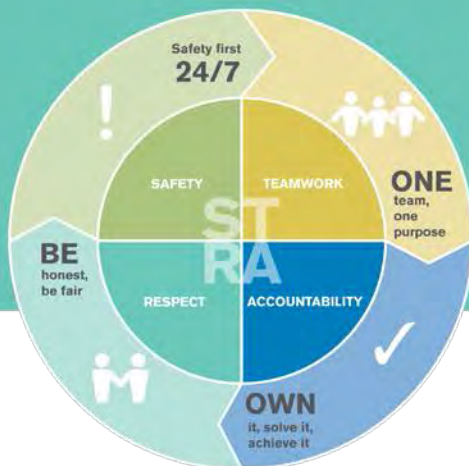 Safety first
24/7
SAFETY
TEAMWORK
ONE
team,
one
purpose
ST
RA
BE
honest,
be fair
RESPECT
ACCOUNTABILITY
OWN
it, solve it,
achieve it